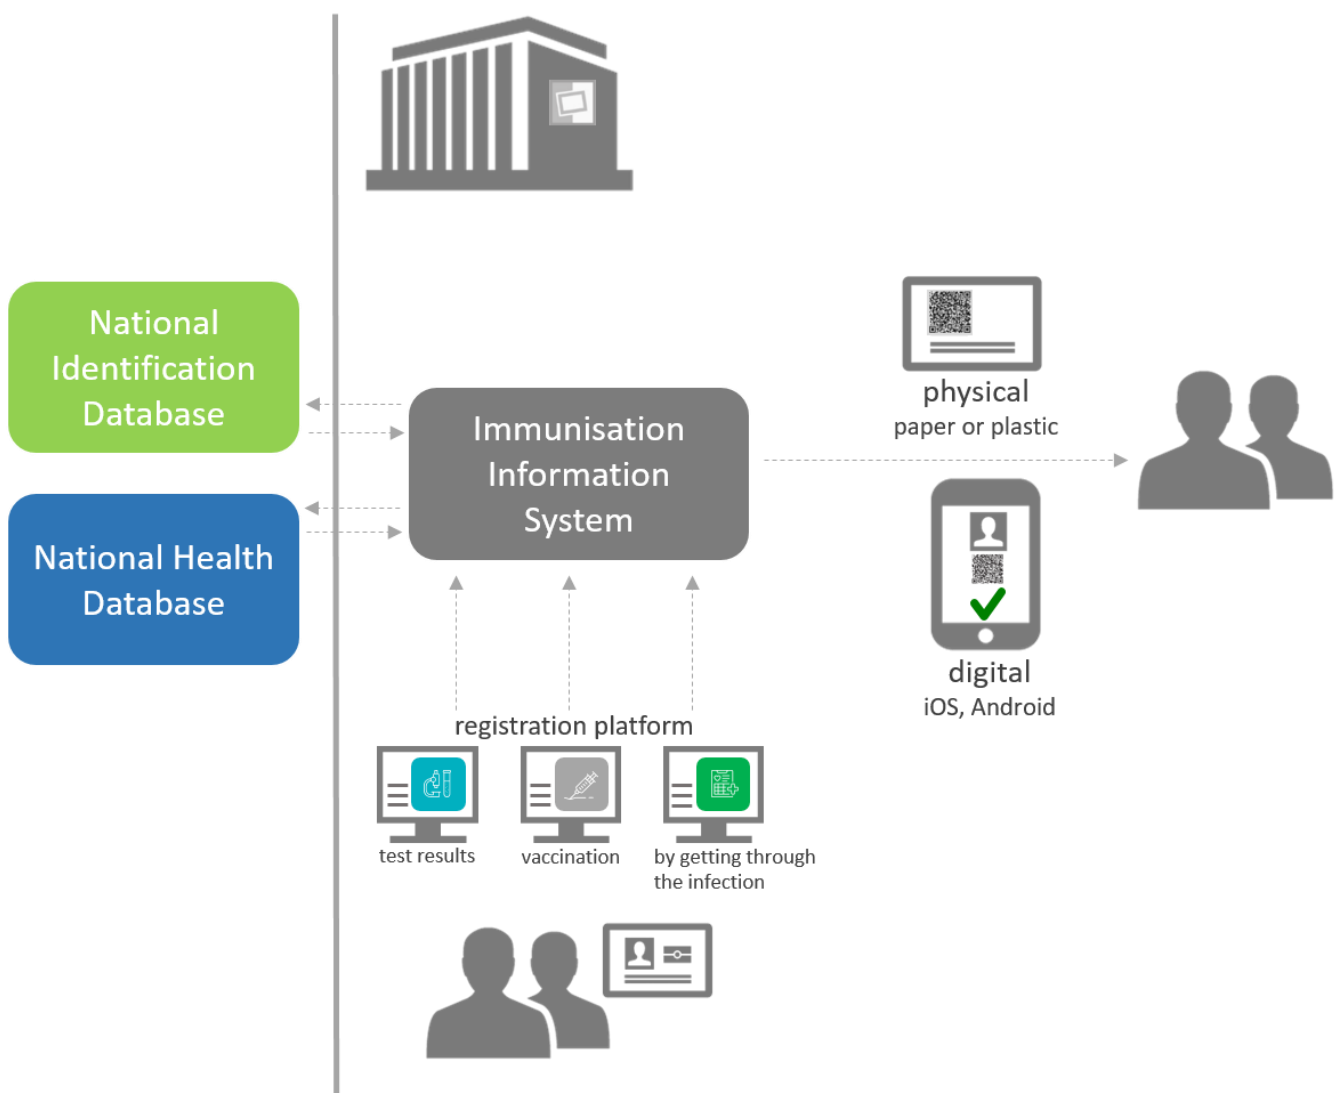 National
Identification
Database
National Health
Database
Immunisation
Information
System
physical
paper or plastic
digital
iOS, Android
registration platform
test results
vaccination
by getting through
the infection